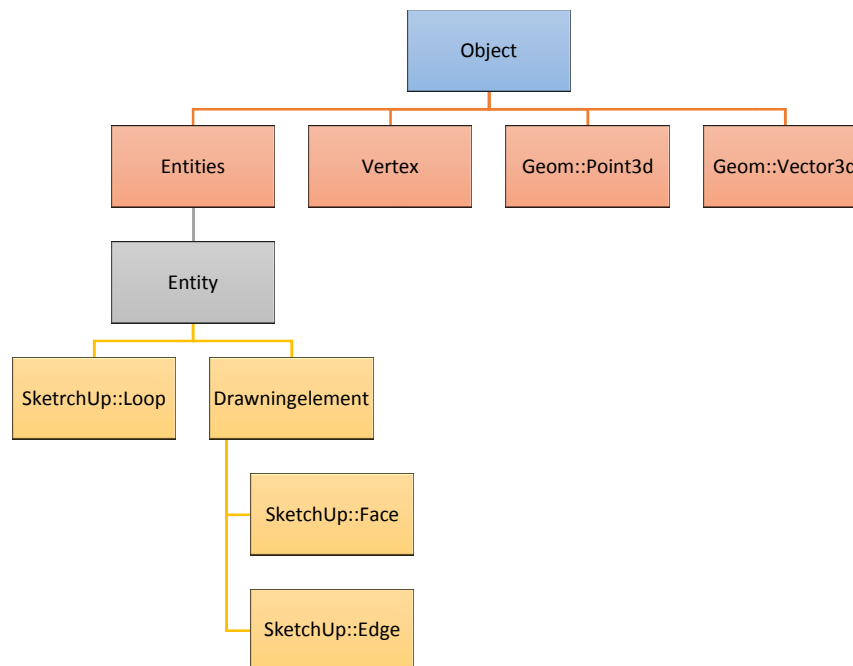 Object
Entities
Vertex
Geom::Point3d
Geom::Vector3d
Entity
SketrchUp::Loop
Drawningelement
SketchUp::Face
SketchUp::Edge